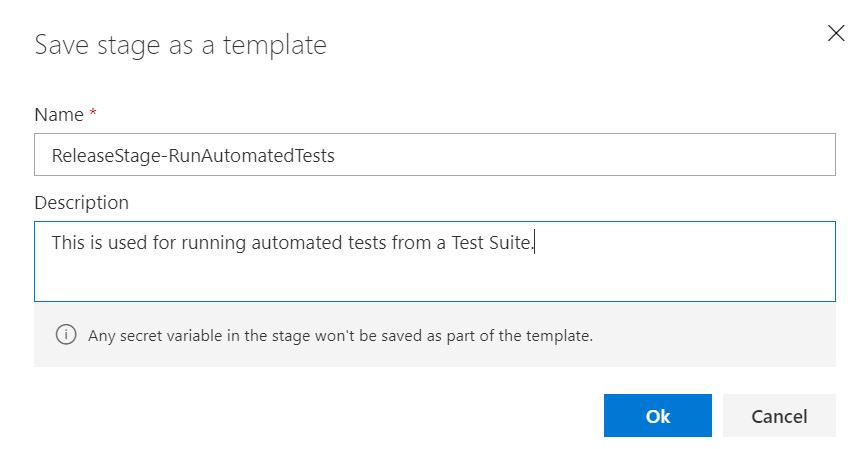 Save stage as a template
Name *
ReleaseStage-RunAutomatedTests
Description
This is used for running automated tests from a Test Suite.
Any secret variable in the stage won't be saved as part of the template.
Ok
Cancel